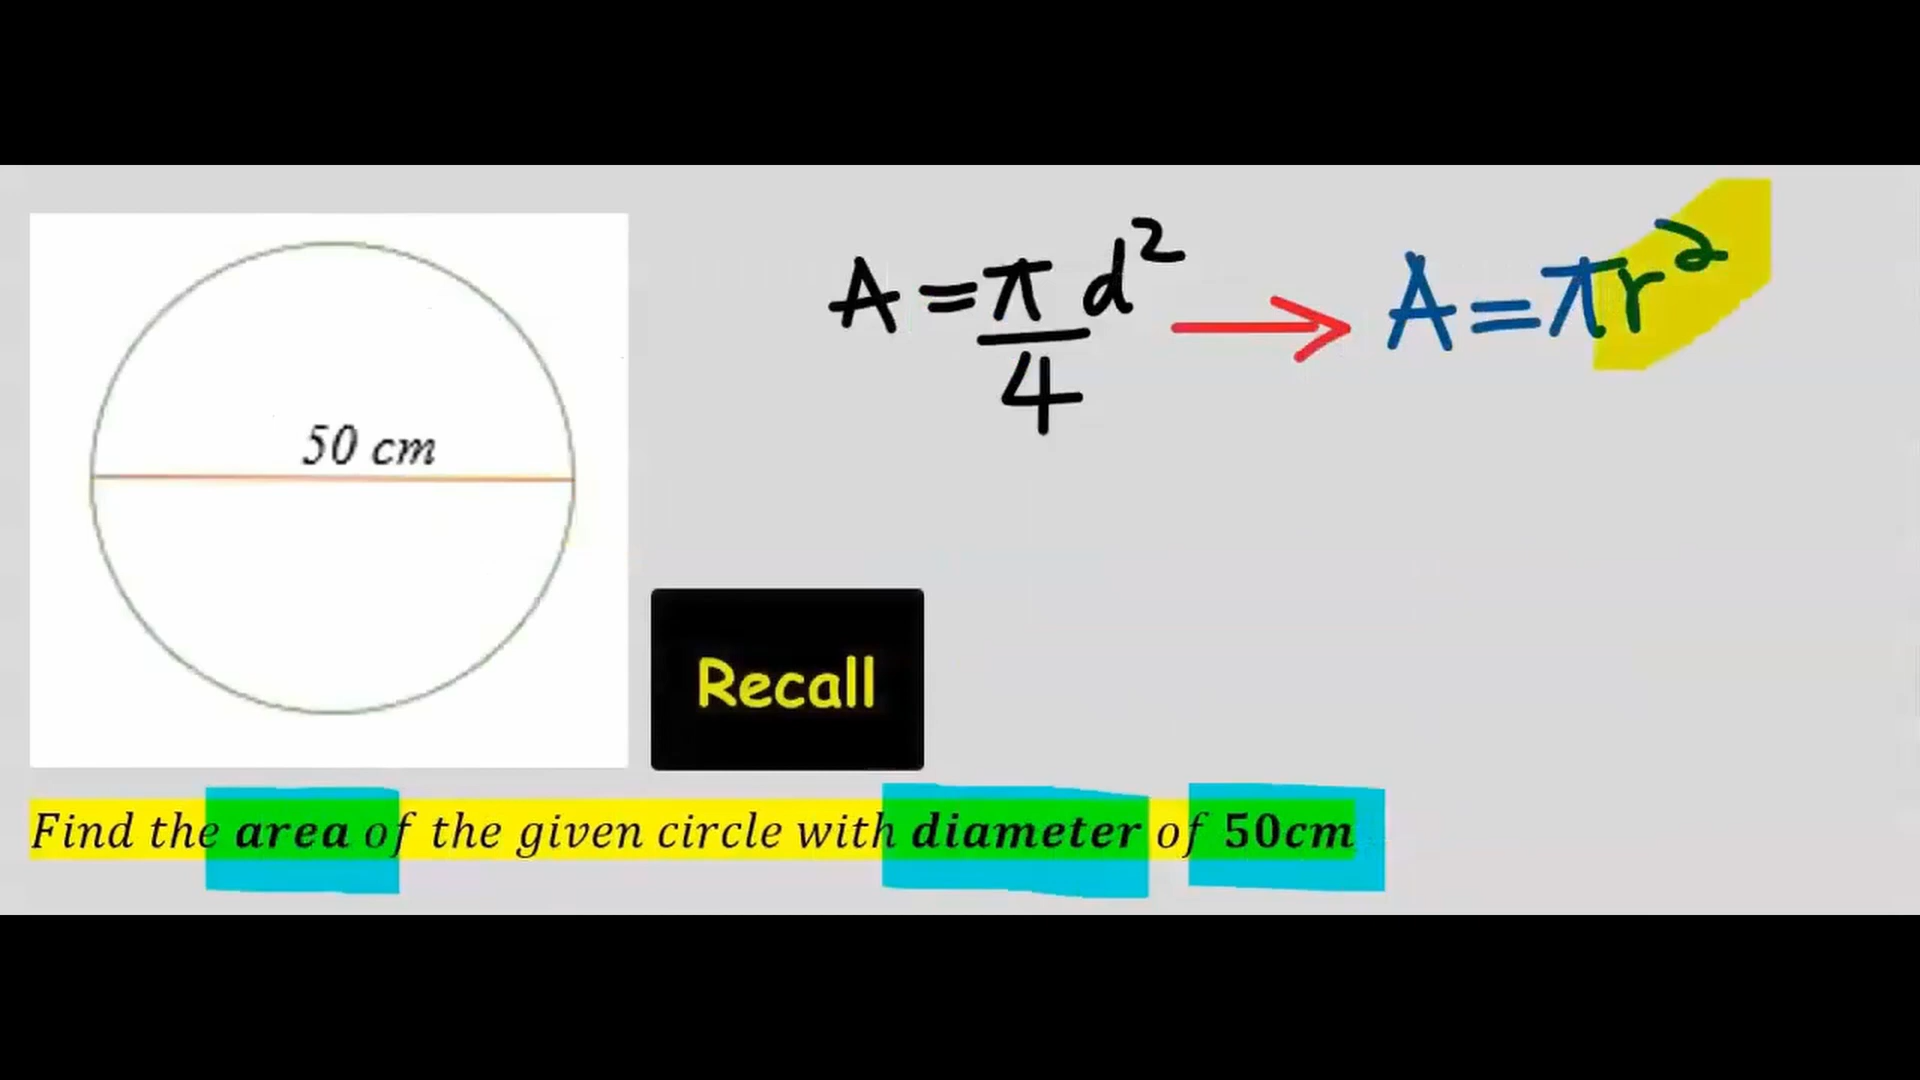 A = π/4 d² → A = πr²
50 cm
Recall
Find the area of the given circle with diameter of 50cm